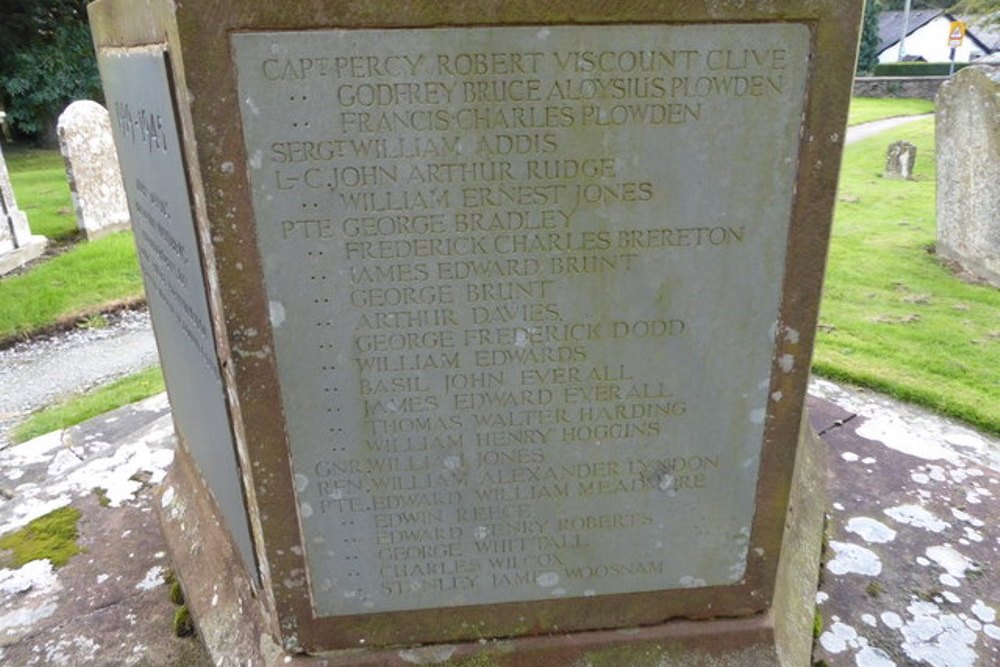 1939-1945
CAPT PERCY ROBERT VISCOUNT CLIVE
.. GODFREY BRUCE ALOYSIUS PLOWDEN
.. FRANCIS CHARLES PLOWDEN
SERGT WILLIAM ADDIS
L-C. JOHN ARTHUR RUDGE
.. WILLIAM ERNEST JONES
PTE GEORGE BRADLEY
.. FREDERICK CHARLES BRERETON
.. JAMES EDWARD BRUNT
.. GEORGE BRUNT
.. ARTHUR DAVIES.
.. GEORGE FREDERICK DODD
.. WILLIAM EDWARDS
.. BASIL JOHN EVERALL
.. JAMES EDWARD EVERALL
.. THOMAS WALTER HARDING
.. WILLIAM HENRY HOGGINS
GNR. WILLIAM JONES
WILLIAM ALEXANDER LYNDON
PTE. EDWARD WILLIAM
.. EDWIN REECE
.. EDWARD HENRY ROBERTS
.. GEORGE WHITTALL
.. CHARLES WILCOX
.. STANLEY JAMES WOOSNAM